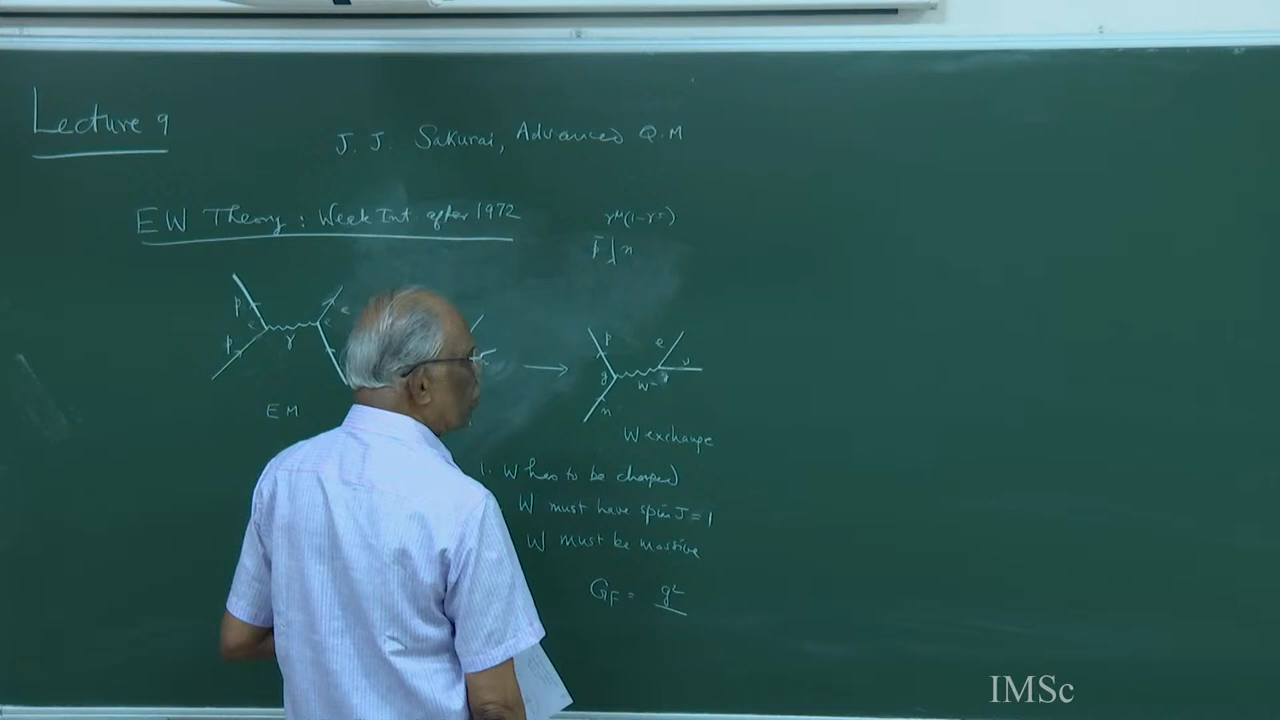 Lecture 9
J. J. Sakurai, Advanced Q.M
EW Theory: Weak Int after 1972
γᵘ(1-γ⁵)
p̄ ] n
p e e
p γ
EM
p e
g W⁻ g ν
n
W exchange
1. W has to be charged
W must have spin J = 1
W must be massive
G_F = g²
IMSc